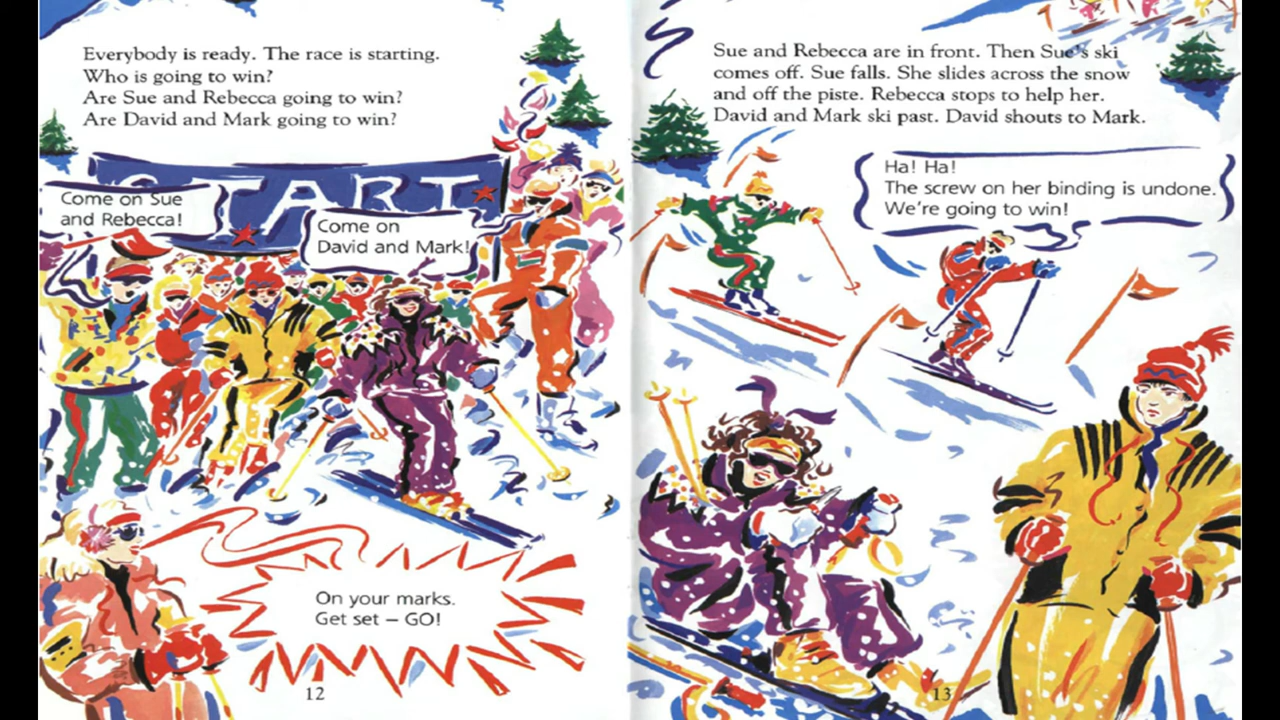 Everybody is ready. The race is starting.
Who is going to win?
Are Sue and Rebecca going to win?
Are David and Mark going to win?
START
Come on Sue
and Rebecca!
Come on
David and Mark!
On your marks.
Get set – GO!
12
Sue and Rebecca are in front. Then Sue's ski
comes off. Sue falls. She slides across the snow
and off the piste. Rebecca stops to help her.
David and Mark ski past. David shouts to Mark.
Ha! Ha!
The screw on her binding is undone.
We're going to win!
13